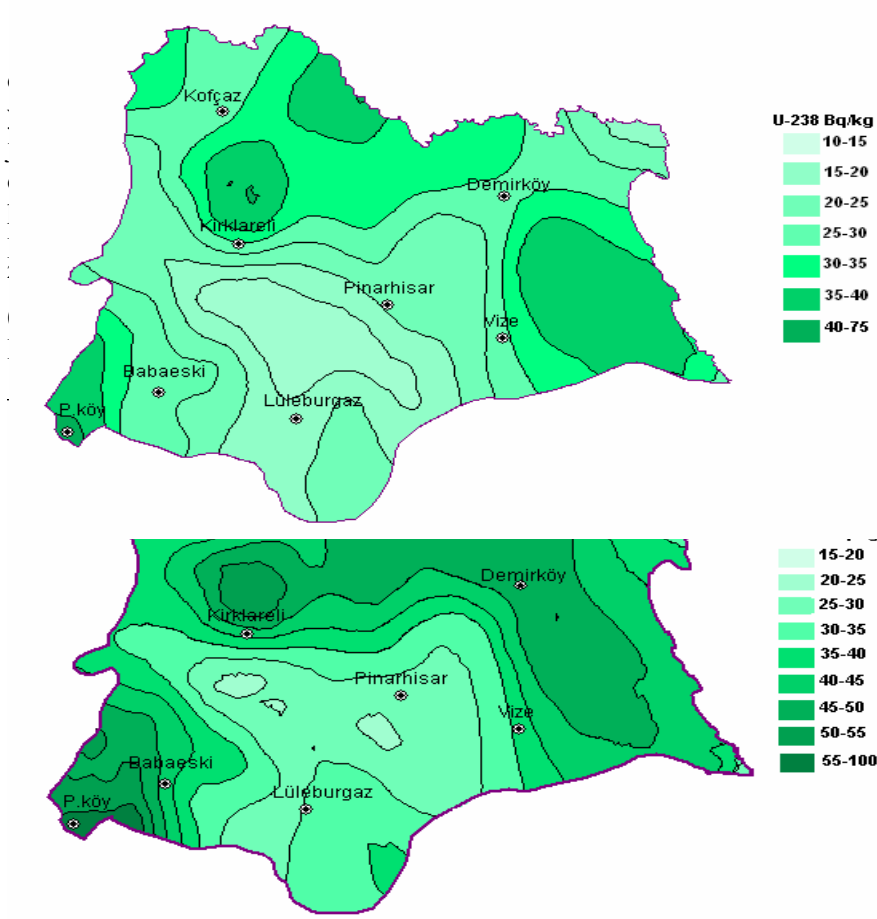 Kofçaz
U-238 Bq/kg
10-15
15-20
Demirköy
20-25
Kirklareli
25-30
30-35
Pinarhisar
35-40
Vize
40-75
Babaeski
Lüleburgaz
P.köy
15-20
Demirköy
20-25
Kirklareli
25-30
30-35
35-40
Pinarhisar
40-45
Vize
45-50
50-55
Babaeski
55-100
Lüleburgaz
P.köy